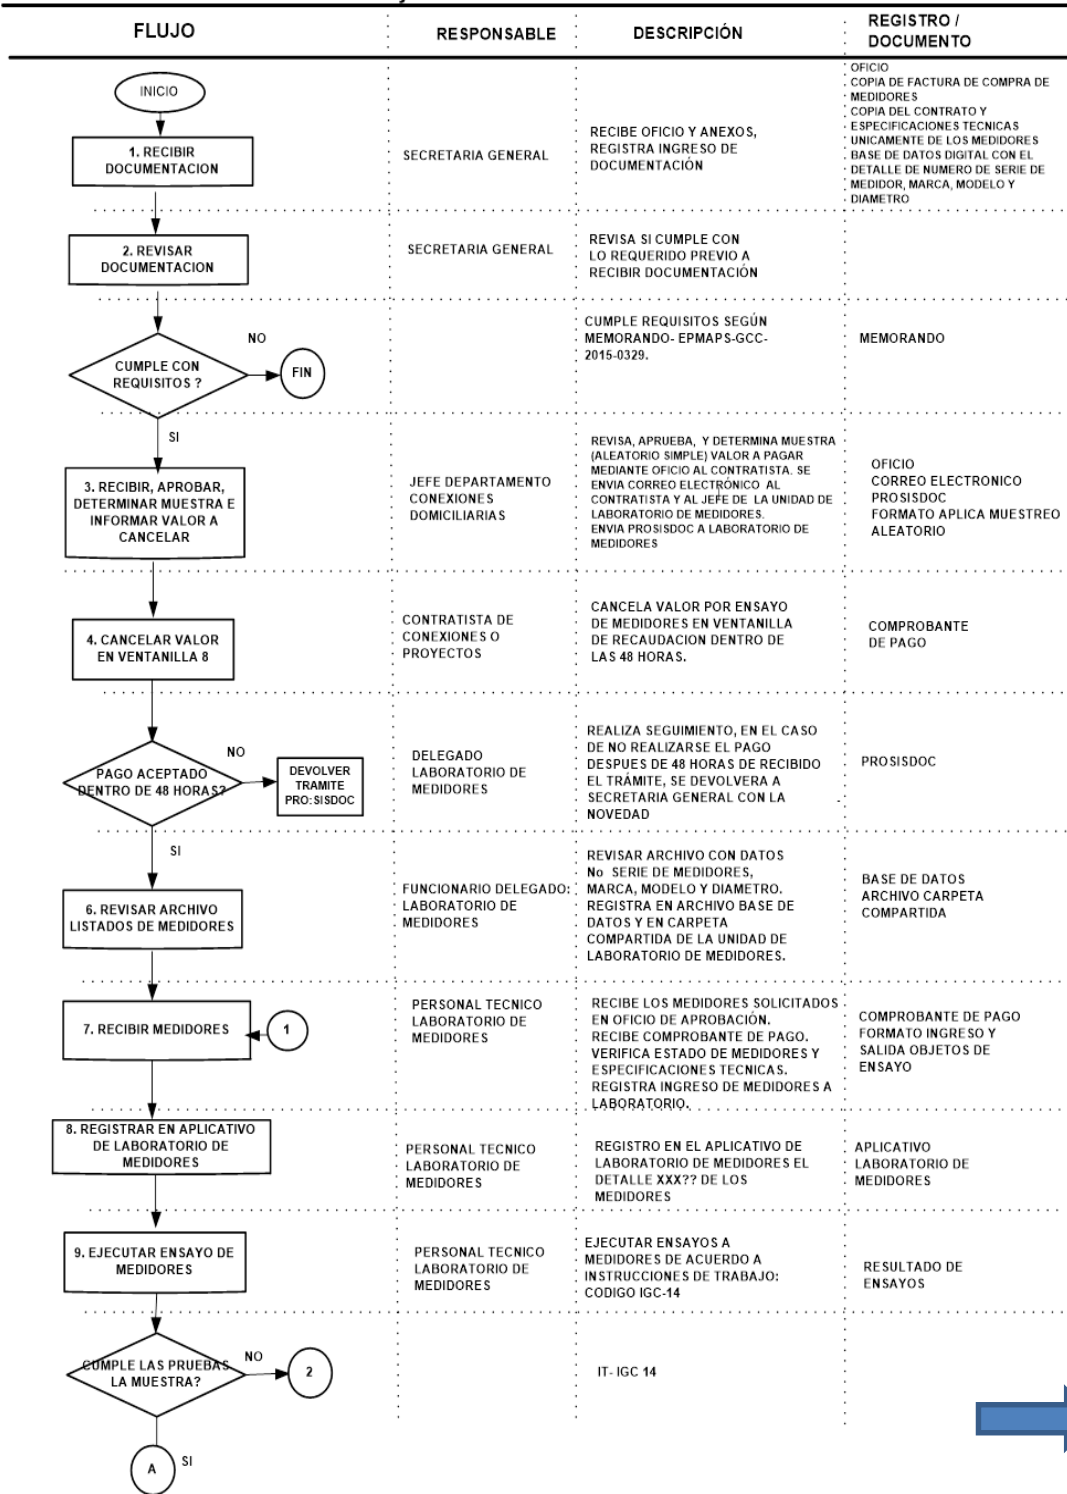 FLUJO
RESPONSABLE
DESCRIPCIÓN
REGISTRO /
DOCUMENTO
INICIO
1. RECIBIR
DOCUMENTACION
SECRETARIA GENERAL
RECIBE OFICIO Y ANEXOS,
REGISTRA INGRESO DE
DOCUMENTACIÓN
OFICIO
COPIA DE FACTURA DE COMPRA DE
MEDIDORES
COPIA DEL CONTRATO Y
ESPECIFICACIONES TECNICAS
UNICAMENTE DE LOS MEDIDORES
BASE DE DATOS DIGITAL CON EL
DETALLE DE NUMERO DE SERIE DE
MEDIDOR, MARCA, MODELO Y
DIAMETRO
2. REVISAR
DOCUMENTACION
SECRETARIA GENERAL
REVISA SI CUMPLE CON
LO REQUERIDO PREVIO A
RECIBIR DOCUMENTACIÓN
CUMPLE CON
REQUISITOS ?
NO
FIN
SI
CUMPLE REQUISITOS SEGÚN
MEMORANDO- EPMAPS-GCC-
2015-0329.
MEMORANDO
3. RECIBIR, APROBAR,
DETERMINAR MUESTRA E
INFORMAR VALOR A
CANCELAR
JEFE DEPARTAMENTO
CONEXIONES
DOMICILIARIAS
REVISA, APRUEBA, Y DETERMINA MUESTRA
(ALEATORIO SIMPLE) VALOR A PAGAR
MEDIANTE OFICIO AL CONTRATISTA. SE
ENVIA CORREO ELECTRÓNICO AL
CONTRATISTA Y AL JEFE DE LA UNIDAD DE
LABORATORIO DE MEDIDORES.
ENVIA PROSISDOC A LABORATORIO DE
MEDIDORES
OFICIO
CORREO ELECTRONICO
PROSISDOC
FORMATO APLICA MUESTREO
ALEATORIO
4. CANCELAR VALOR
EN VENTANILLA 8
CONTRATISTA DE
CONEXIONES O
PROYECTOS
CANCELA VALOR POR ENSAYO
DE MEDIDORES EN VENTANILLA
DE RECAUDACION DENTRO DE
LAS 48 HORAS.
COMPROBANTE
DE PAGO
PAGO ACEPTADO
DENTRO DE 48 HORAS?
NO
DEVOLVER
TRAMITE
PRO:SISDOC
SI
DELEGADO
LABORATORIO DE
MEDIDORES
REALIZA SEGUIMIENTO, EN EL CASO
DE NO REALIZARSE EL PAGO
DESPUES DE 48 HORAS DE RECIBIDO
EL TRÁMITE, SE DEVOLVERA A
SECRETARIA GENERAL CON LA
NOVEDAD
PROSISDOC
6. REVISAR ARCHIVO
LISTADOS DE MEDIDORES
FUNCIONARIO DELEGADO:
LABORATORIO DE
MEDIDORES
REVISAR ARCHIVO CON DATOS
No SERIE DE MEDIDORES,
MARCA, MODELO Y DIAMETRO.
REGISTRA EN ARCHIVO BASE DE
DATOS Y EN CARPETA
COMPARTIDA DE LA UNIDAD DE
LABORATORIO DE MEDIDORES.
BASE DE DATOS
ARCHIVO CARPETA
COMPARTIDA
7. RECIBIR MEDIDORES
1
PERSONAL TECNICO
LABORATORIO DE
MEDIDORES
RECIBE LOS MEDIDORES SOLICITADOS
EN OFICIO DE APROBACIÓN.
RECIBE COMPROBANTE DE PAGO.
VERIFICA ESTADO DE MEDIDORES Y
ESPECIFICACIONES TECNICAS.
REGISTRA INGRESO DE MEDIDORES A
LABORATORIO.
COMPROBANTE DE PAGO
FORMATO INGRESO Y
SALIDA OBJETOS DE
ENSAYO
8. REGISTRAR EN APLICATIVO
DE LABORATORIO DE
MEDIDORES
PERSONAL TECNICO
LABORATORIO DE
MEDIDORES
REGISTRO EN EL APLICATIVO DE
LABORATORIO DE MEDIDORES EL
DETALLE XXX?? DE LOS
MEDIDORES
APLICATIVO
LABORATORIO DE
MEDIDORES
9. EJECUTAR ENSAYO DE
MEDIDORES
PERSONAL TECNICO
LABORATORIO DE
MEDIDORES
EJECUTAR ENSAYOS A
MEDIDORES DE ACUERDO A
INSTRUCCIONES DE TRABAJO:
CODIGO IGC-14
RESULTADO DE
ENSAYOS
CUMPLE LAS PRUEBAS
LA MUESTRA?
NO
2
IT- IGC 14
A
SI